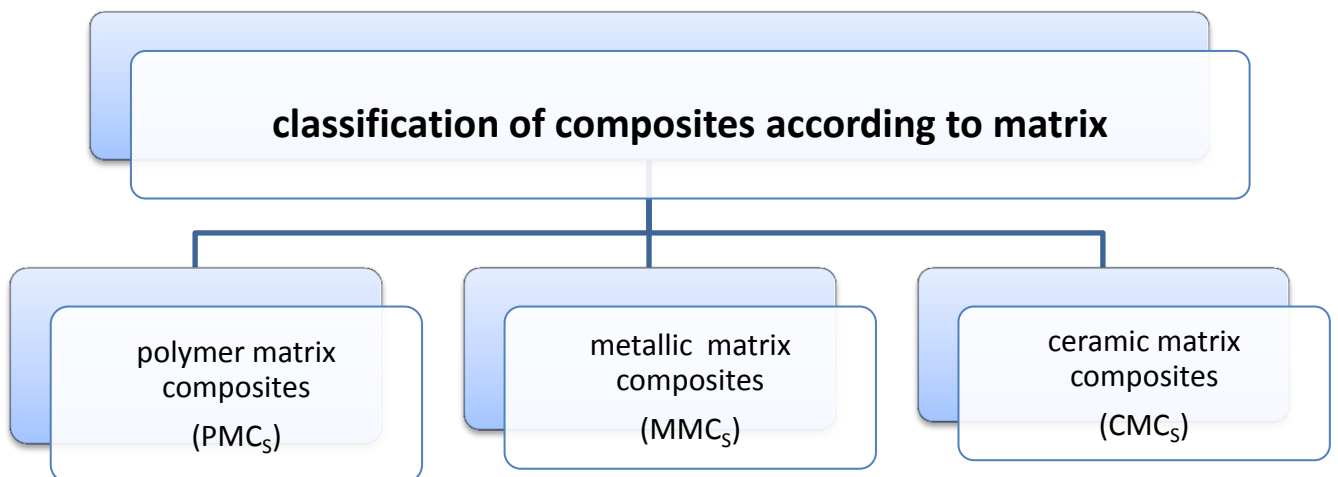 classification of composites according to matrix
polymer matrix
composites
(PMCs)
metallic  matrix
composites
(MMCs)
ceramic matrix
composites
(CMCs)